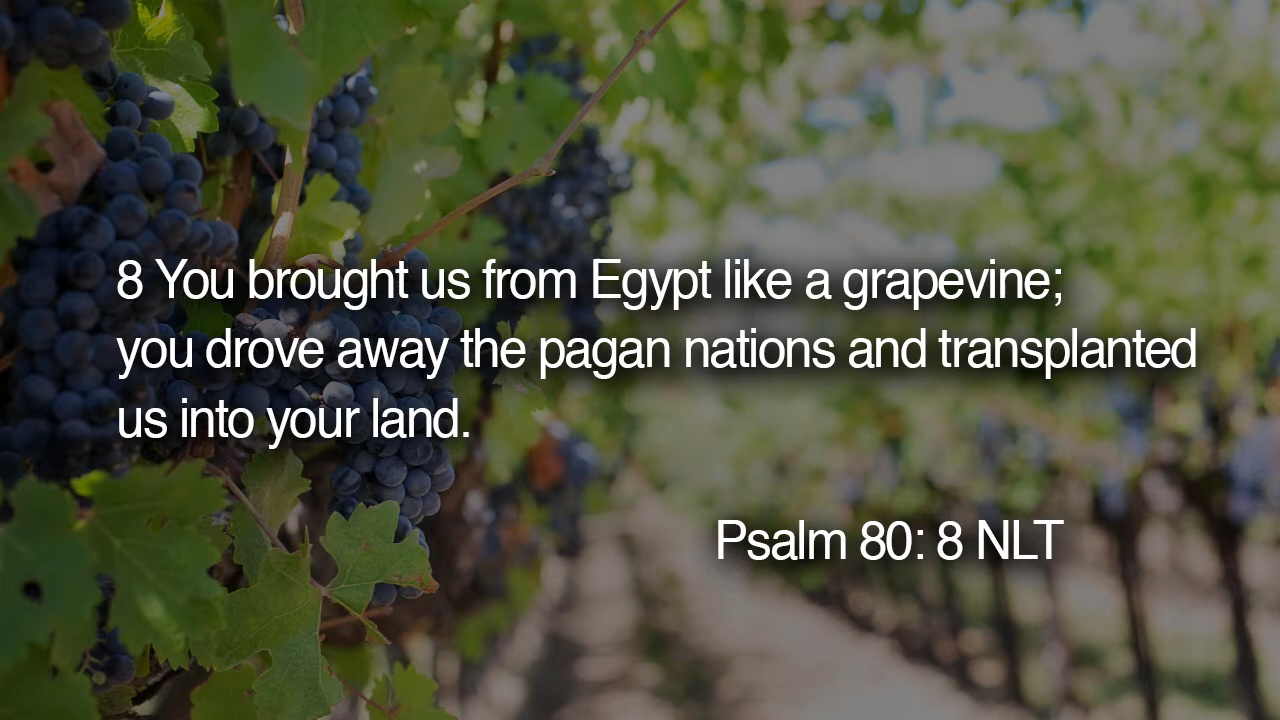 8 You brought us from Egypt like a grapevine;
you drove away the pagan nations and transplanted
us into your land.
Psalm 80: 8 NLT